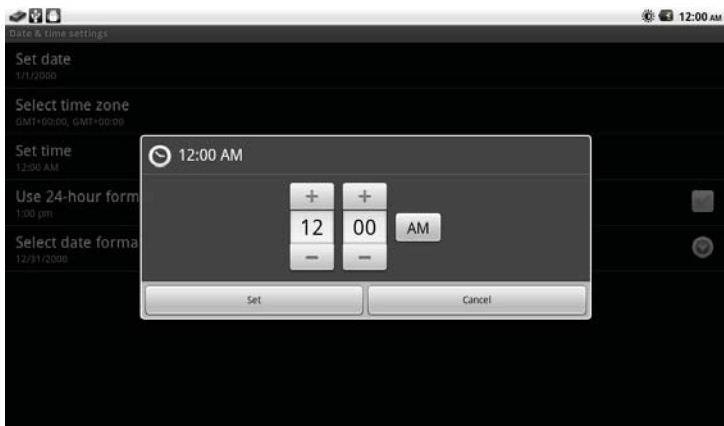 12:00 AM
Date & time settings
Set date
1/1/2000
Select time zone
GMT+00:00, GMT+00:00
Set time
12:00 AM
12:00 AM
Use 24-hour form
1:00 pm
+ +
12 00 AM
− −
Select date forma
12/31/2000
Set Cancel